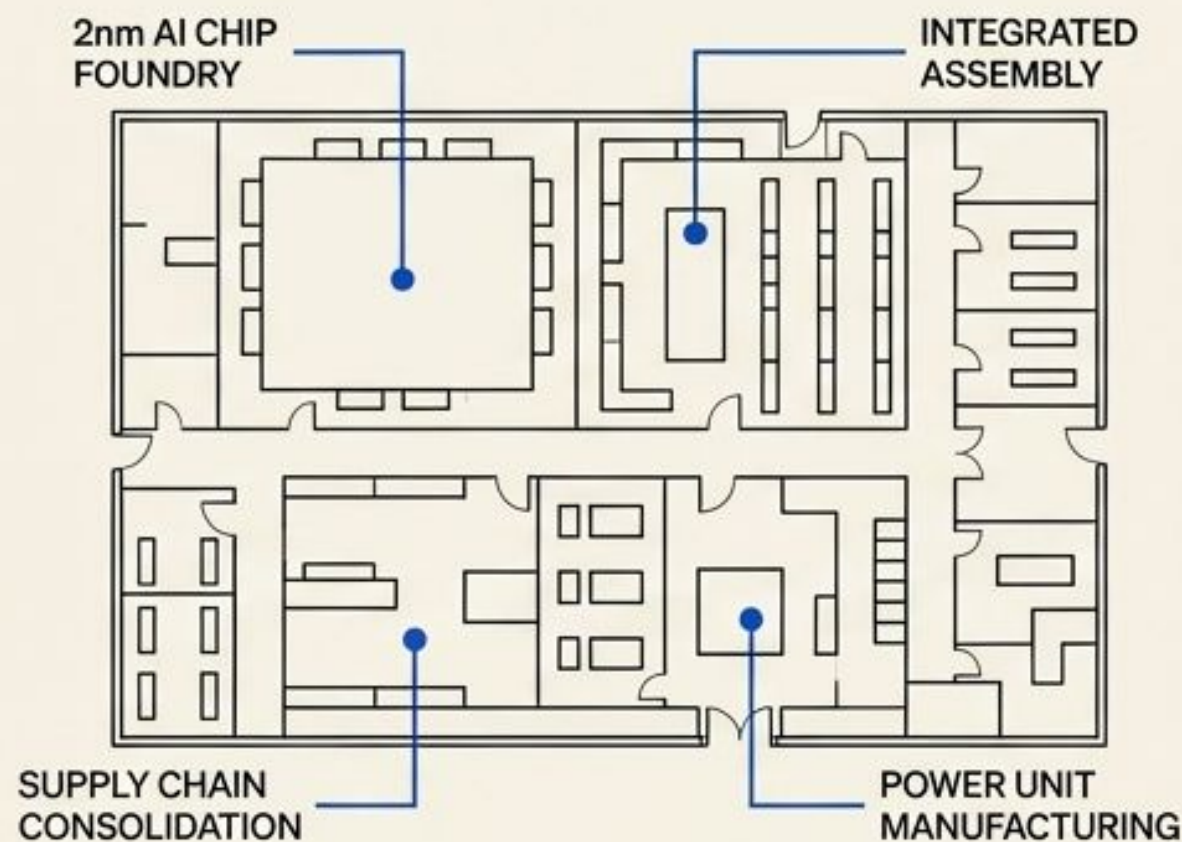 2nm AI CHIP
FOUNDRY
INTEGRATED
ASSEMBLY
SUPPLY CHAIN
CONSOLIDATION
POWER UNIT
MANUFACTURING